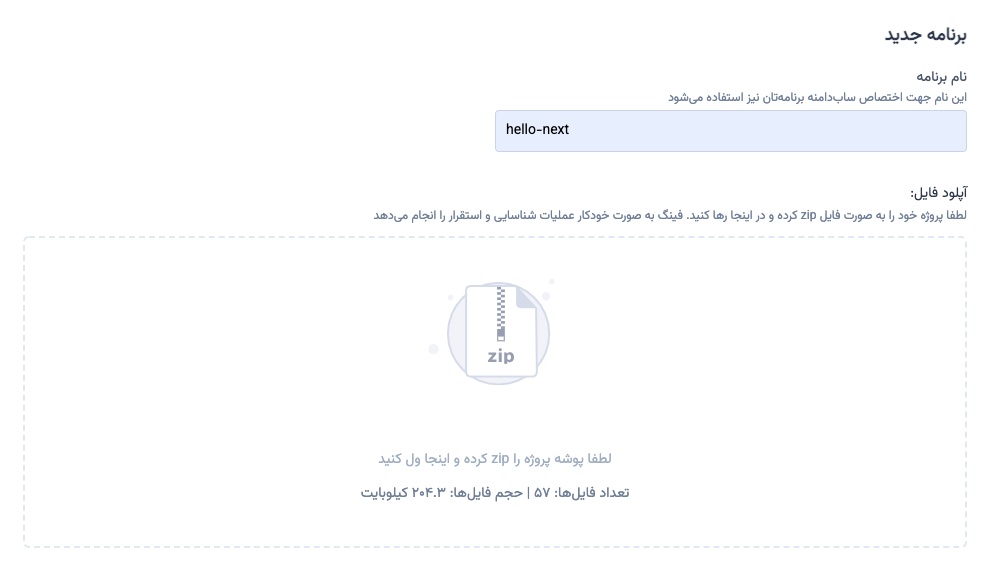 برنامه جدید
نام برنامه
این نام جهت اختصاص ساب‌دامنه برنامه‌تان نیز استفاده می‌شود
hello-next
آپلود فایل:
لطفا پروژه خود را به صورت فایل zip کرده و در اینجا رها کنید. فینگ به صورت خودکار عملیات شناسایی و استقرار را انجام می‌دهد
zip
لطفا پوشه پروژه را zip کرده و اینجا ول کنید
تعداد فایل‌ها: ۵۷ | حجم فایل‌ها: ۲۰۴.۳ کیلوبایت